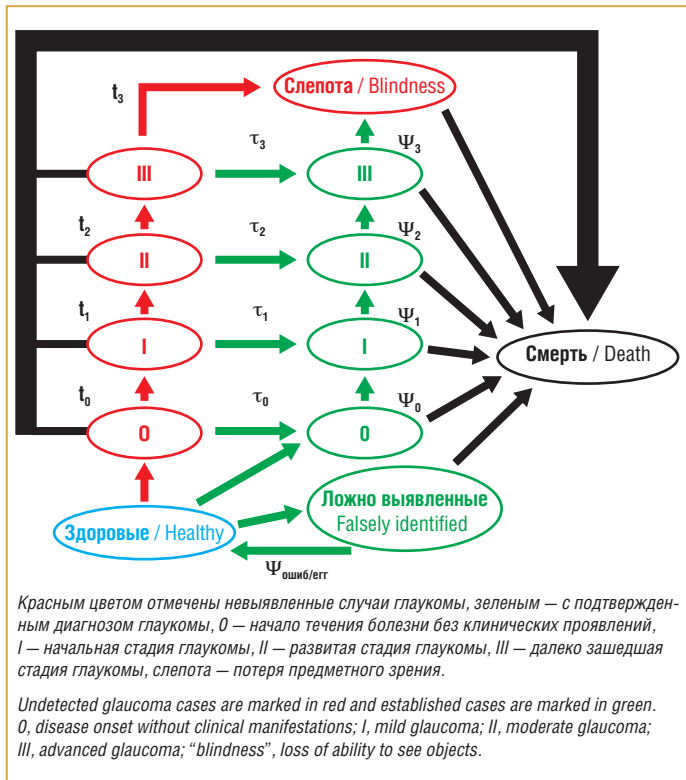 Слепота / Blindness
t₃
τ₃
Ψ₃
III
III
t₂
τ₂
Ψ₂
II
II
t₁
τ₁
Ψ₁
I
I
Смерть / Death
t₀
τ₀
Ψ₀
0
0
Ложно выявленные
Falsely identified
Здоровые / Healthy
Ψошиб/err
Красным цветом отмечены невыявленные случаи глаукомы, зеленым — с подтвержден-
ным диагнозом глаукомы, 0 — начало течения болезни без клинических проявлений,
I — начальная стадия глаукомы, II — развитая стадия глаукомы, III — далеко зашедшая
стадия глаукомы, слепота — потеря предметного зрения.
Undetected glaucoma cases are marked in red and established cases are marked in green.
0, disease onset without clinical manifestations; I, mild glaucoma; II, moderate glaucoma;
III, advanced glaucoma; “blindness”, loss of ability to see objects.